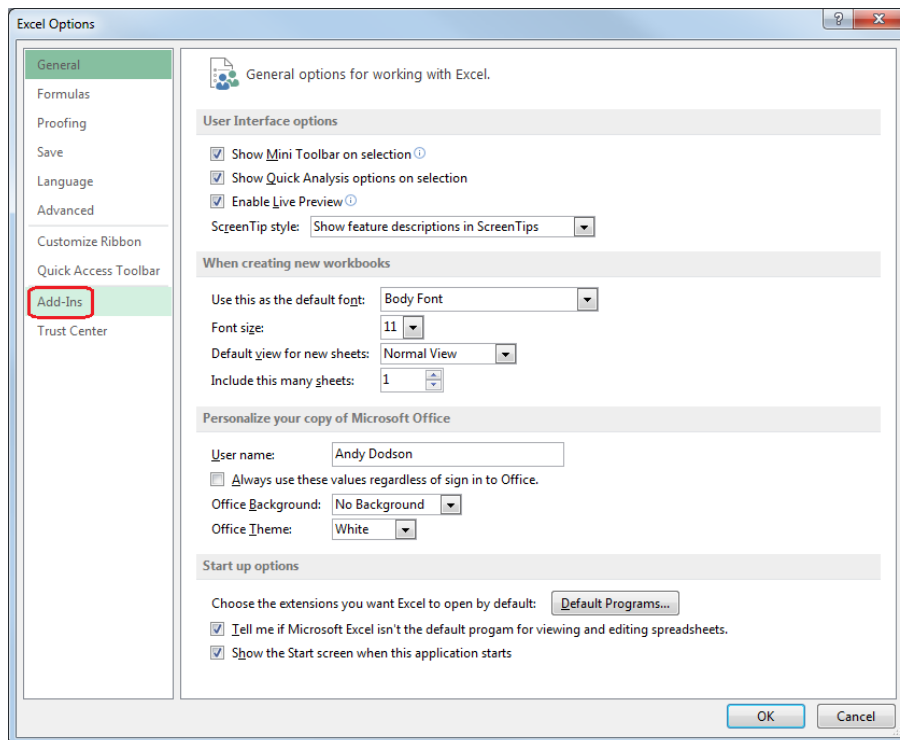 Excel Options
General
Formulas
Proofing
Save
Language
Advanced
Customize Ribbon
Quick Access Toolbar
Add-Ins
Trust Center
General options for working with Excel.
User Interface options
Show Mini Toolbar on selection
Show Quick Analysis options on selection
Enable Live Preview
ScreenTip style: Show feature descriptions in ScreenTips
When creating new workbooks
Use this as the default font: Body Font
Font size: 11
Default view for new sheets: Normal View
Include this many sheets: 1
Personalize your copy of Microsoft Office
User name: Andy Dodson
Always use these values regardless of sign in to Office.
Office Background: No Background
Office Theme: White
Start up options
Choose the extensions you want Excel to open by default: Default Programs...
Tell me if Microsoft Excel isn't the default progam for viewing and editing spreadsheets.
Show the Start screen when this application starts
OK Cancel